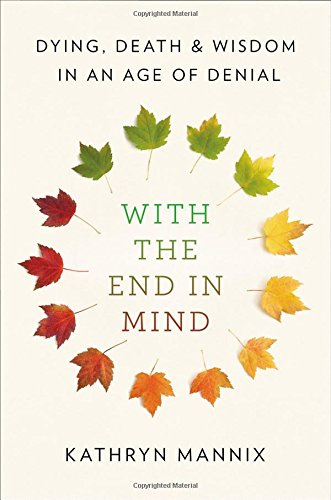 DYING, DEATH & WISDOM
IN AN AGE OF DENIAL
WITH
THE
END IN
MIND
KATHRYN MANNIX